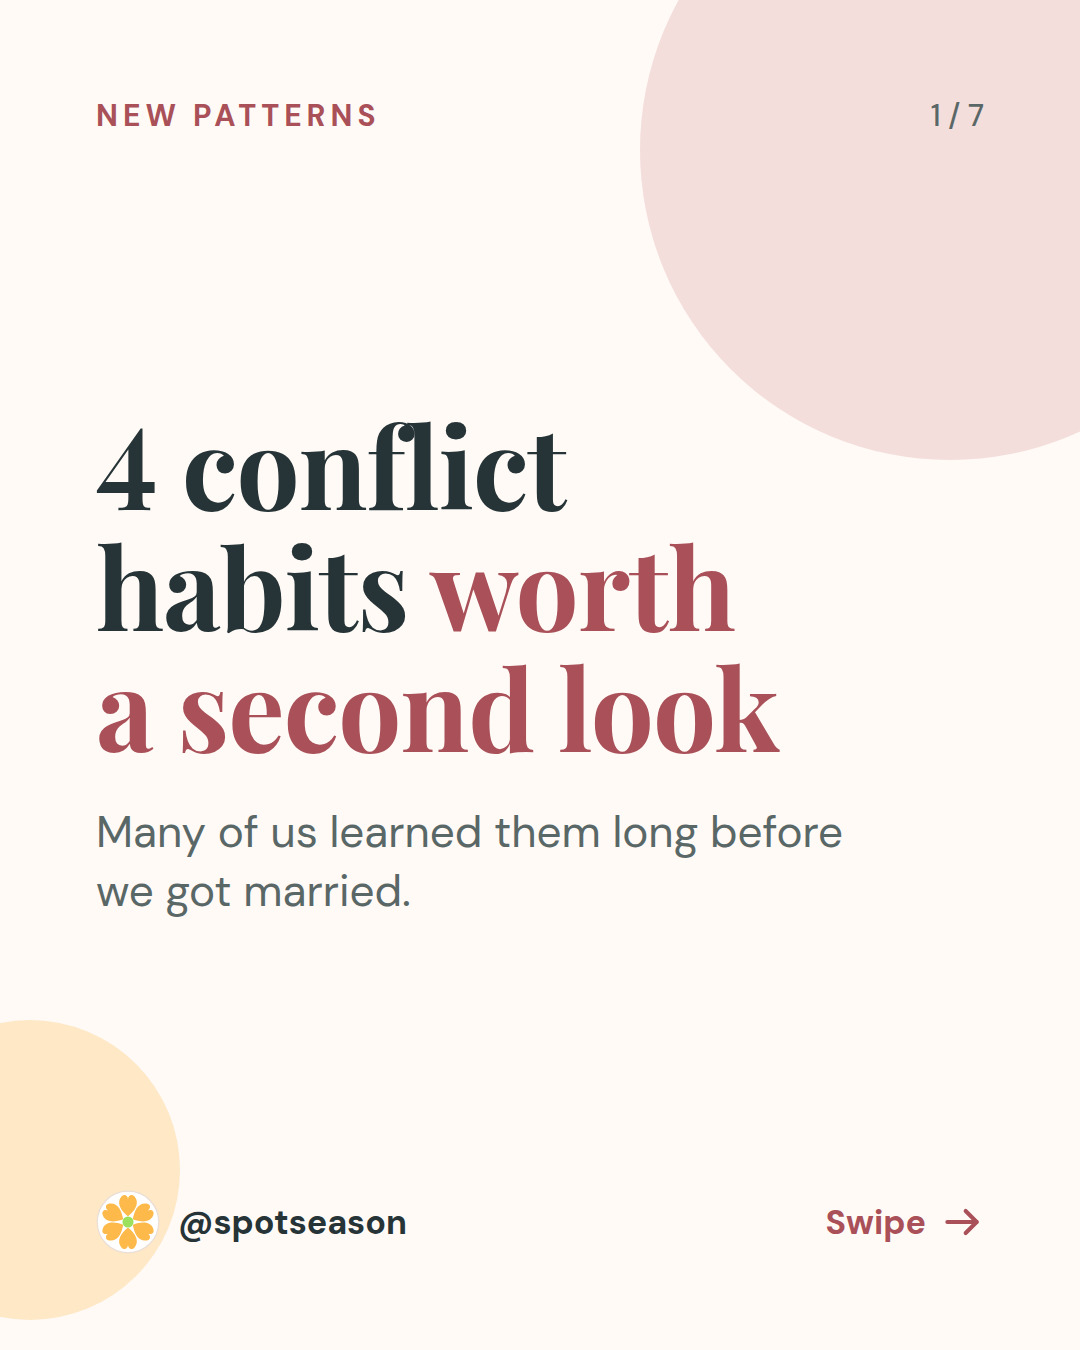 NEW PATTERNS
1 / 7
4 conflict
habits worth
a second look
Many of us learned them long before
we got married.
@spotseason
Swipe →